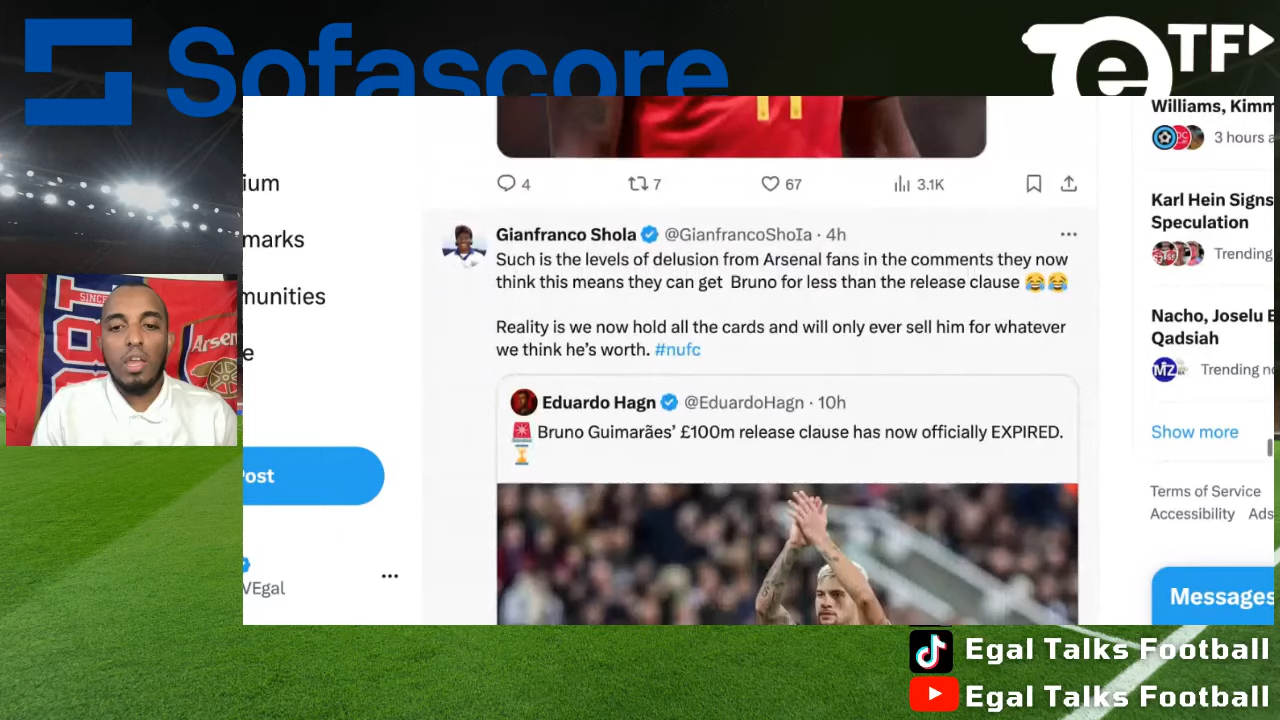 Sofascore
e TF
ium
marks
munities
e
Post
VEgal
4
7
67
3.1K
Gianfranco Shola @GianfrancoShoIa · 4h
Such is the levels of delusion from Arsenal fans in the comments they now
think this means they can get Bruno for less than the release clause 😂😂
Reality is we now hold all the cards and will only ever sell him for whatever
we think he’s worth. #nufc
Eduardo Hagn @EduardoHagn · 10h
🚨 Bruno Guimarães’ £100m release clause has now officially EXPIRED.
⏳
Williams, Kimm
3 hours a
Karl Hein Signs
Speculation
Trending
Nacho, Joselu E
Qadsiah
Trending no
Show more
Terms of Service
Accessibility Ads
Messages
SINCE
Arsen
Egal Talks Football
Egal Talks Football